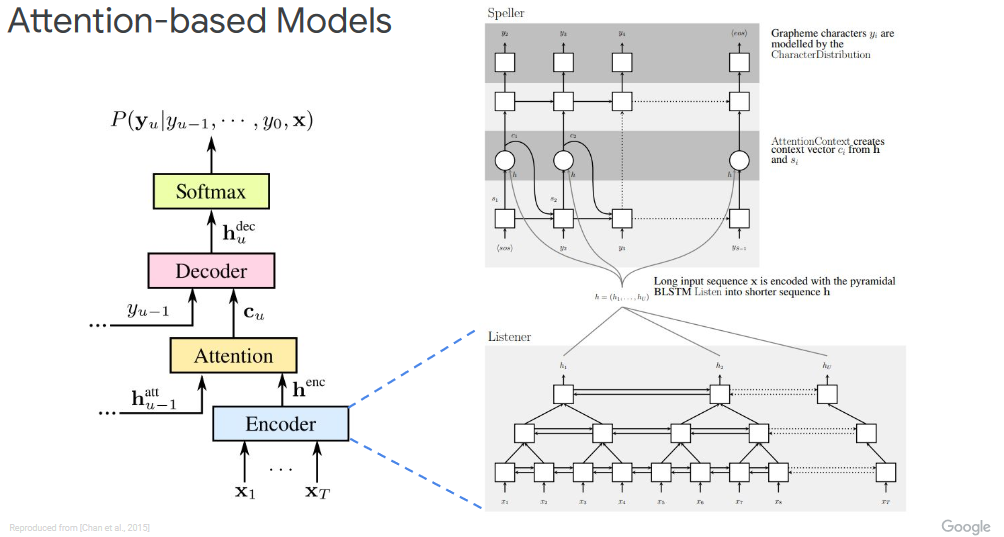 Attention-based Models
P(y_u|y_{u−1}, ⋯ , y_0, x)
Softmax
h_u^dec
Decoder
y_{u−1}
c_u
...
Attention
h_{u−1}^att
h^enc
...
Encoder
...
x_1
x_T
Speller
y_2
y_3
y_4
⟨eos⟩
Grapheme characters y_i are
modelled by the
CharacterDistribution
c_1
c_2
AttentionContext creates
context vector c_i from h
and s_i
h
h
h
s_1
s_2
⟨sos⟩
y_2
y_3
y_{S−1}
Long input sequence x is encoded with the pyramidal
BLSTM Listen into shorter sequence h
h = (h_1, ..., h_U)
Listener
h_1
h_2
h_U
x_1
x_2
x_3
x_4
x_5
x_6
x_7
x_8
x_T
Reproduced from [Chan et al., 2015]
Google